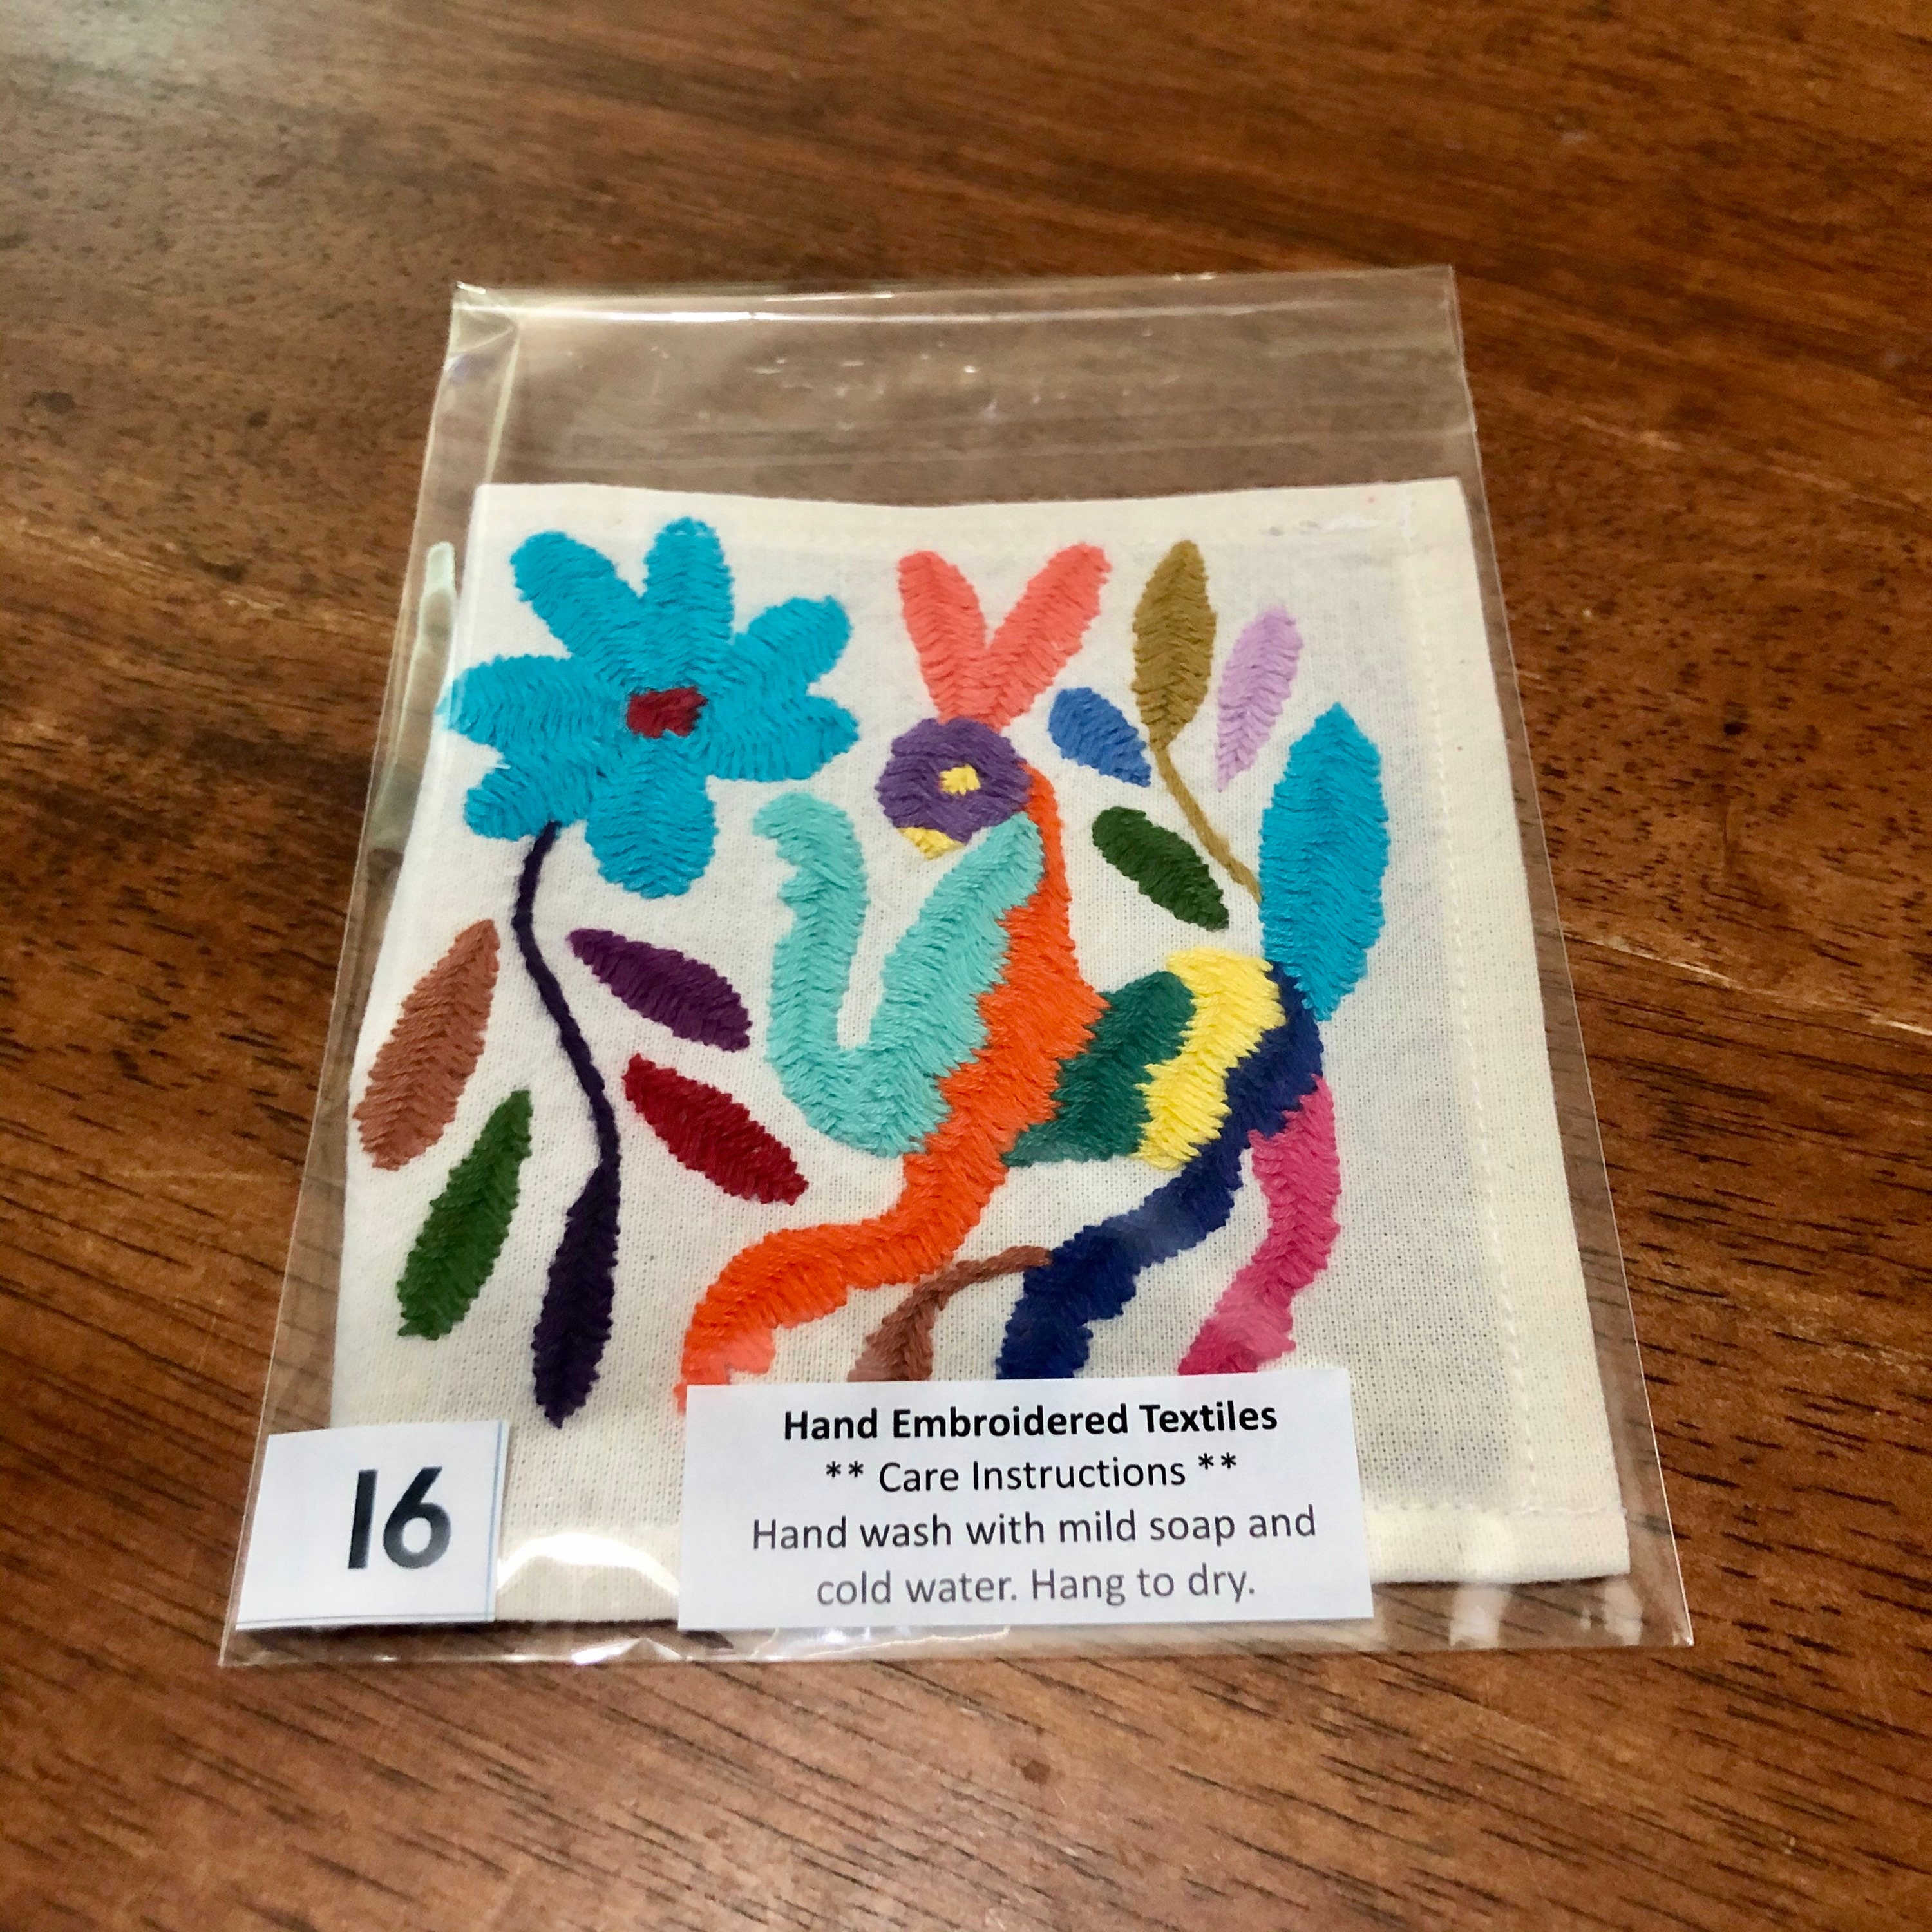 16
Hand Embroidered Textiles
** Care Instructions **
Hand wash with mild soap and
cold water. Hang to dry.